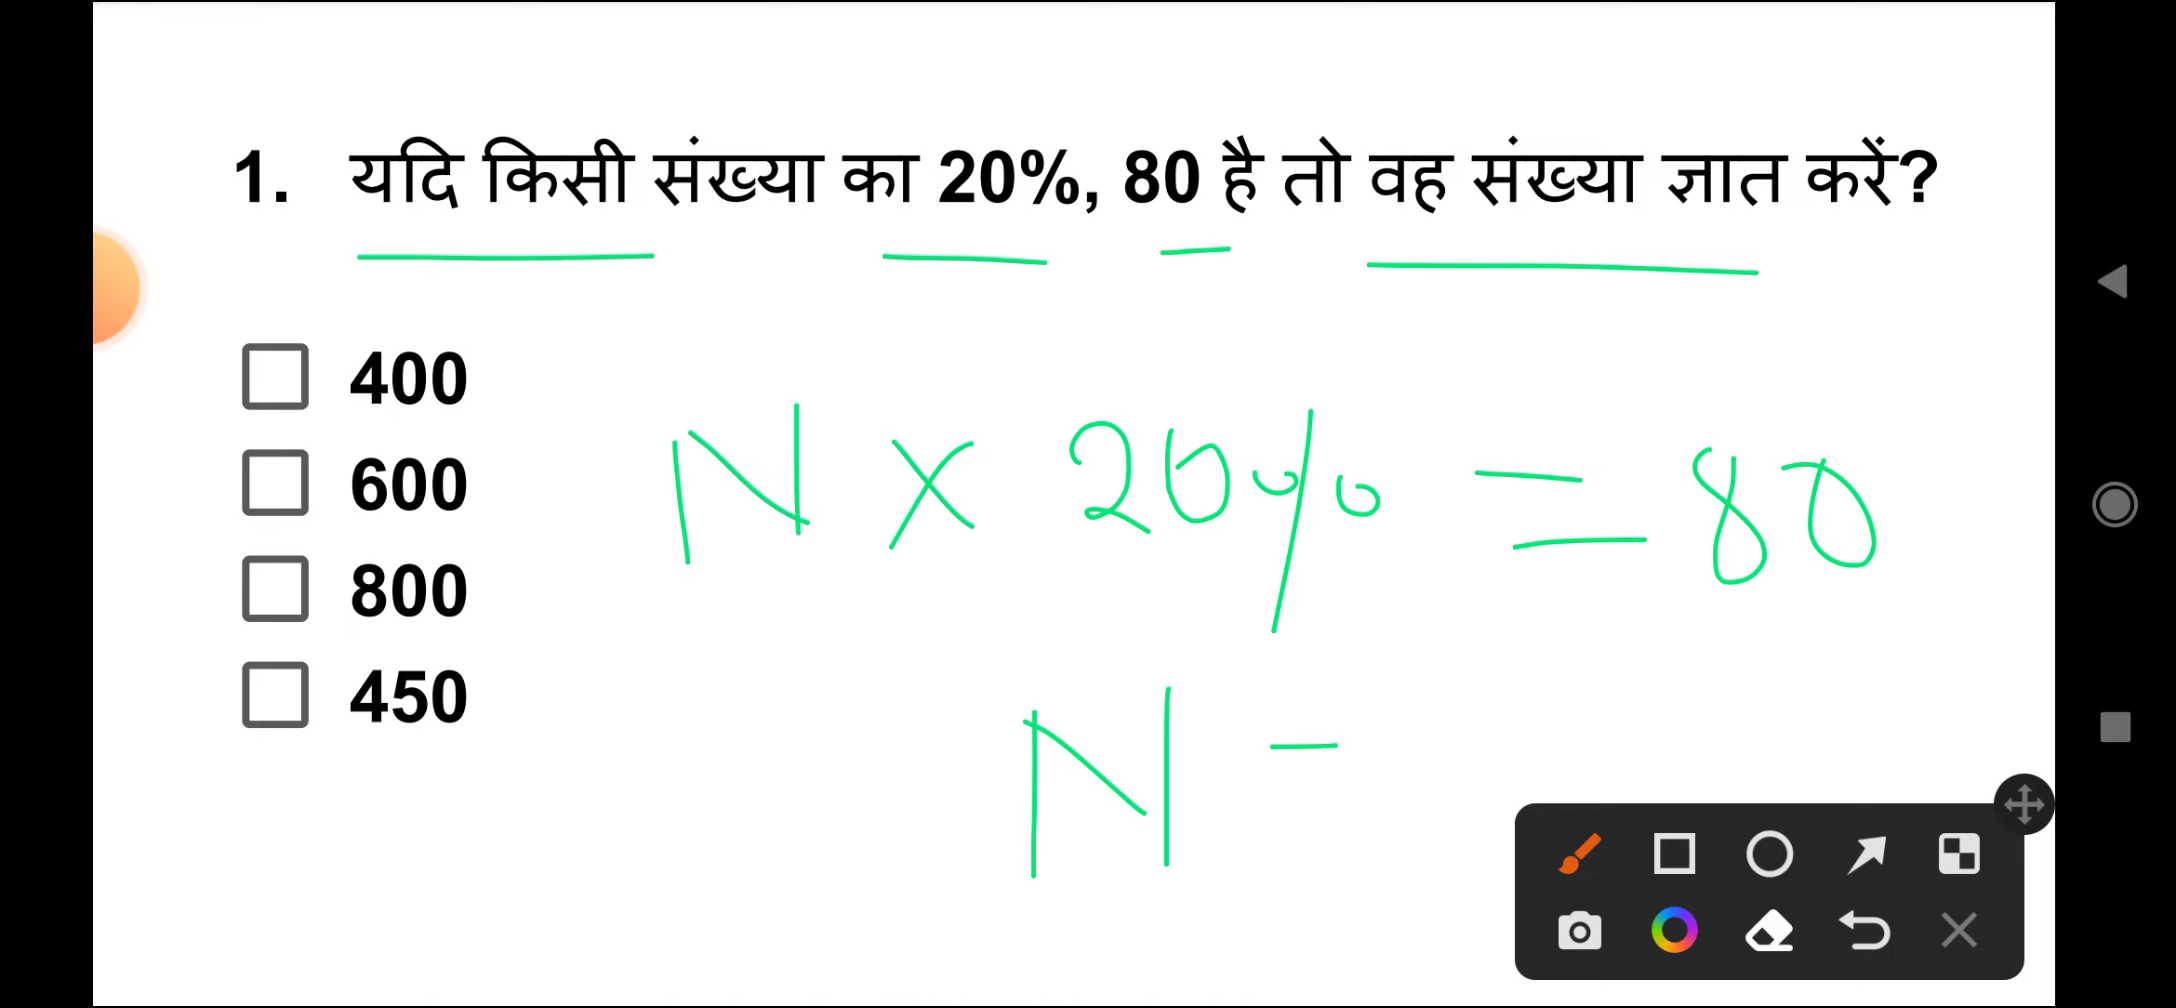 1. यदि किसी संख्या का 20%, 80 है तो वह संख्या ज्ञात करें?
400
600
800
450
N x 20% = 80
N -